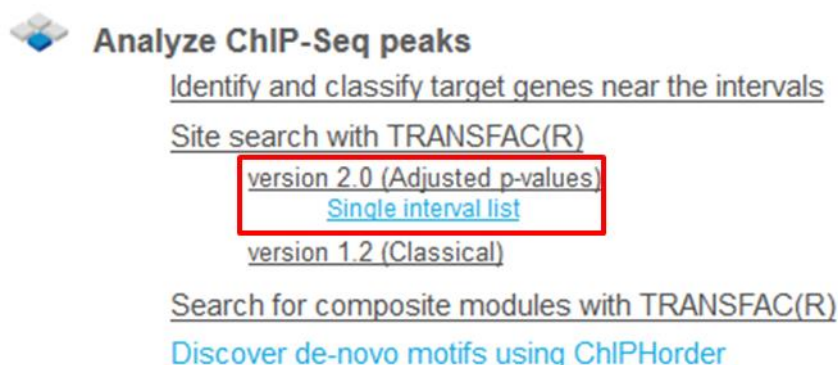 Analyze ChIP-Seq peaks
Identify and classify target genes near the intervals
Site search with TRANSFAC(R)
version 2.0 (Adjusted p-values)
Single interval list
version 1.2 (Classical)
Search for composite modules with TRANSFAC(R)
Discover de-novo motifs using ChIPHorder